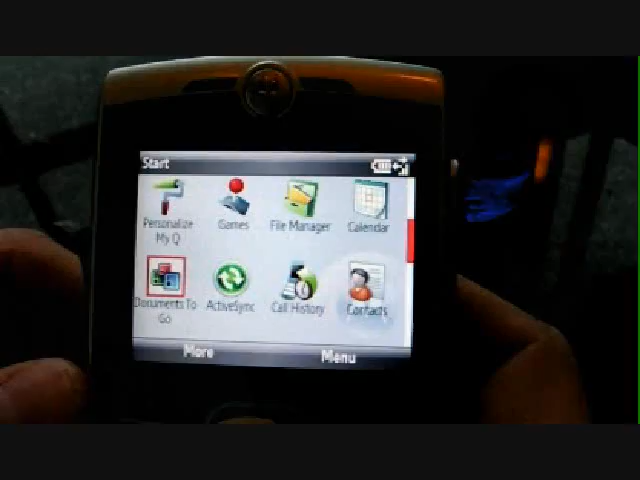 Start
Personalize
My Q
Games
File Manager
Calendar
Documents To
Go
ActiveSync
Call History
Contacts
More
Menu